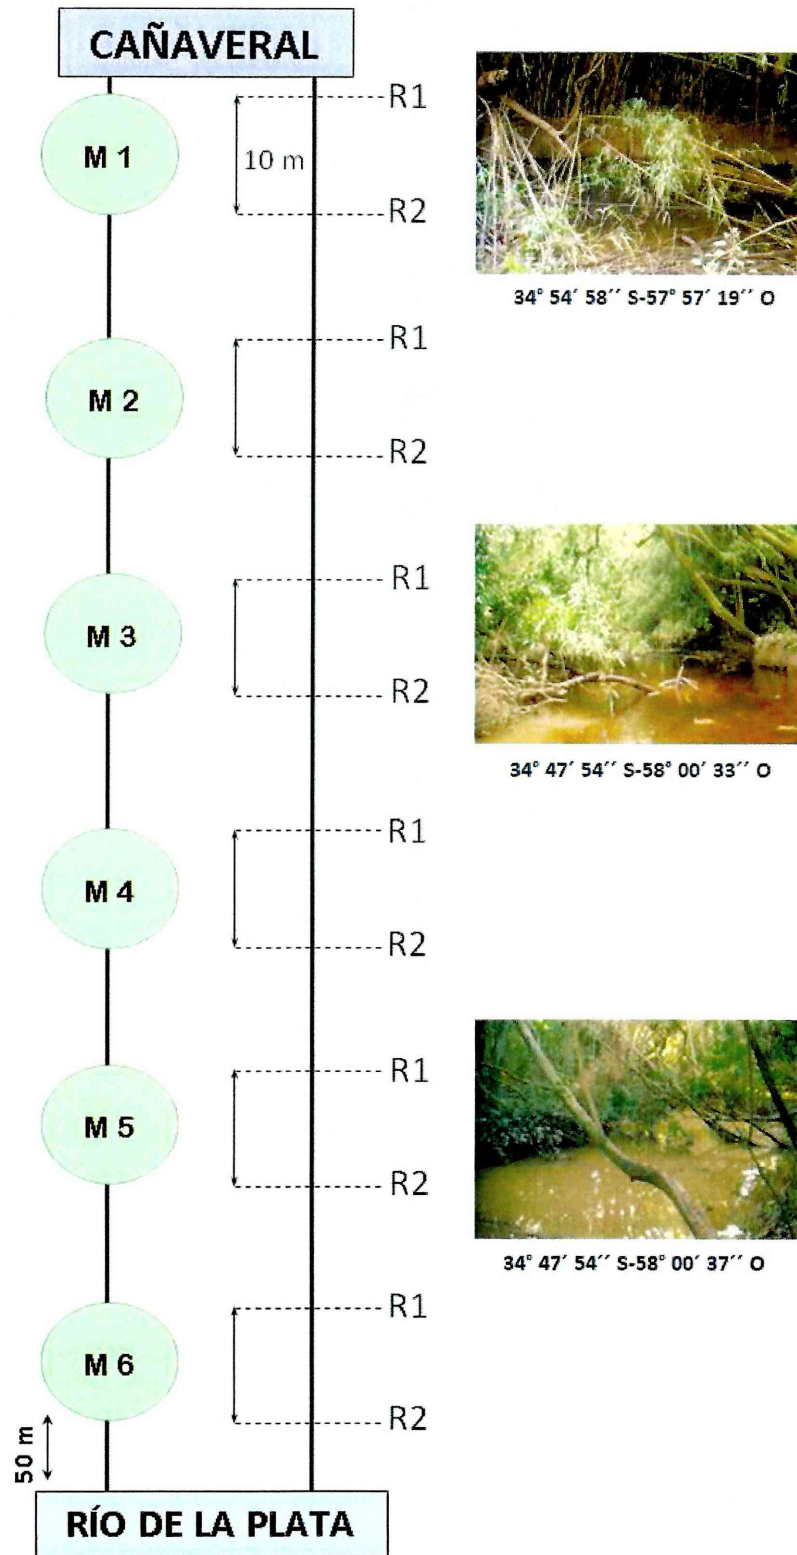 CAÑAVERAL
R1
M 1
10 m
R2
34° 54´ 58´´ S-57° 57´ 19´´ O
R1
M 2
R2
R1
M 3
R2
34° 47´ 54´´ S-58° 00´ 33´´ O
R1
M 4
R2
R1
M 5
R2
34° 47´ 54´´ S-58° 00´ 37´´ O
R1
M 6
R2
50 m
RÍO DE LA PLATA